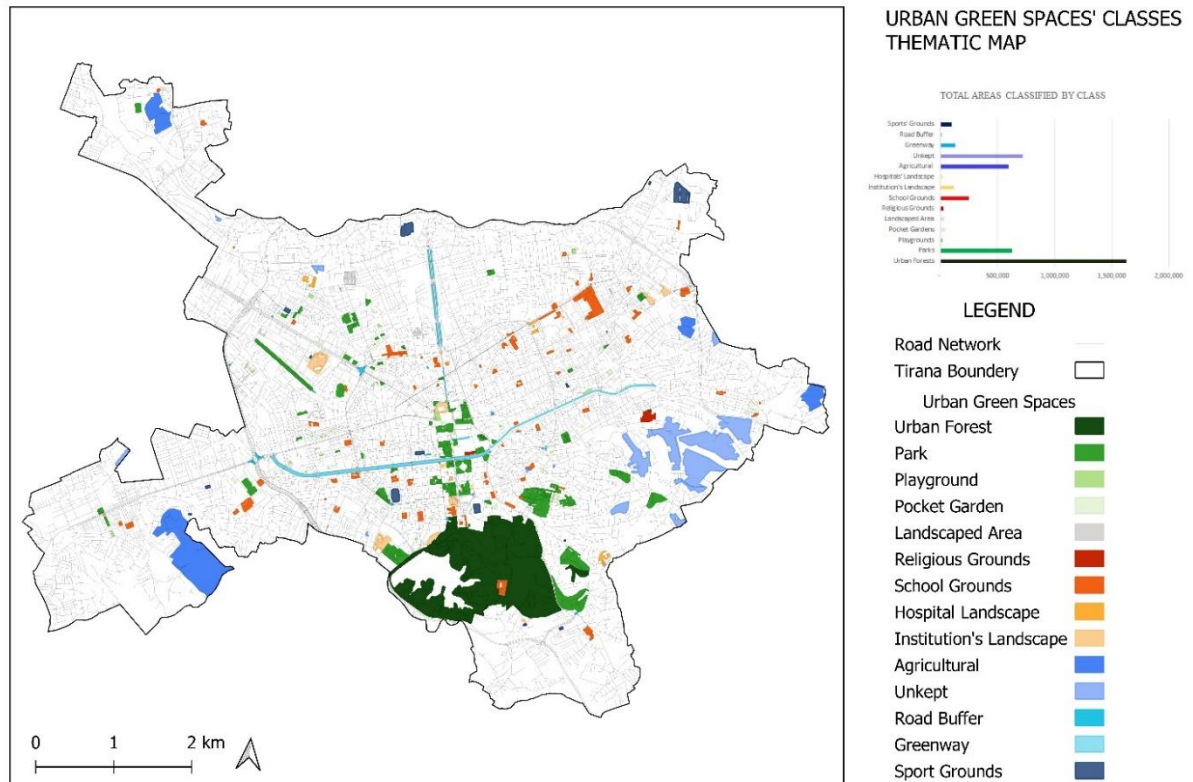 URBAN GREEN SPACES' CLASSES
THEMATIC MAP
TOTAL AREAS CLASSIFIED BY CLASS
Sports' Grounds
Road Buffer
Greenway
Unkept
Agricultural
Hospitals' Landscape
Institution's Landscape
School Grounds
Religious Grounds
Landscaped Area
Pocket Gardens
Playgrounds
Parks
Urban Forests
- 500,000 1,000,000 1,500,000 2,000,000
LEGEND
Road Network
Tirana Boundery
Urban Green Spaces
Urban Forest
Park
Playground
Pocket Garden
Landscaped Area
Religious Grounds
School Grounds
Hospital Landscape
Institution's Landscape
Agricultural
Unkept
Road Buffer
Greenway
Sport Grounds
0 1 2 km